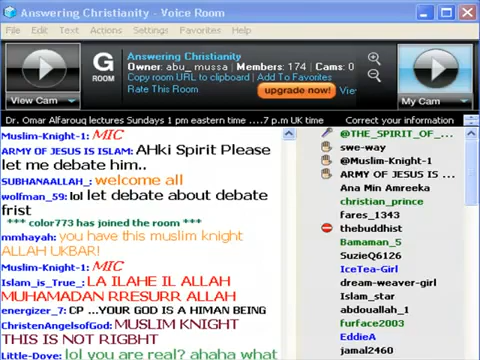 Answering Christianity - Voice Room
File Edit Text Actions Settings Favorites Help
Answering Christianity
Owner: abu_mussa : Members: 174 : Cams: 0
Copy room URL to clipboard | Add To Favorites
Rate This Room upgrade now!
G ROOM
View Cam
My Cam
Dr. Omar Alfarouq lectures Sundays 1 pm eastern time ....7 p.m UK time Correct your information
Muslim-Knight-1: MIC
ARMY OF JESUS IS ISLAM: AHki Spirit Please
let me debate him..
SUBHANAALLAH_: welcome all
wolfman_59: lol let debate about debate
frist
*** color773 has joined the room ***
mmhayah: you have this muslim knight
ALLAH UKBAR!
Muslim-Knight-1: MIC
Islam_is_True_: LA ILAHE IL ALLAH
MUHAMADAN RRESURR ALLAH
energizer_7: CP ...YOUR GOD IS A HIMAN BEING
ChristenAngelsofGod: MUSLIM KNIGHT
THIS IS NOT RIGBHT
Little-Dove: lol you are real? ahaha what
@THE_SPIRIT_OF_...
swe-way
@Muslim-Knight-1
ARMY OF JESUS IS ...
Ana Min Amreeka
christian_prince
fares_1343
thebuddhist
Bamaman_5
SuzieQ6126
IceTea-Girl
dream-weaver-girl
Islam_star
abdouallah_1
furface2003
EddieA
jamal2460